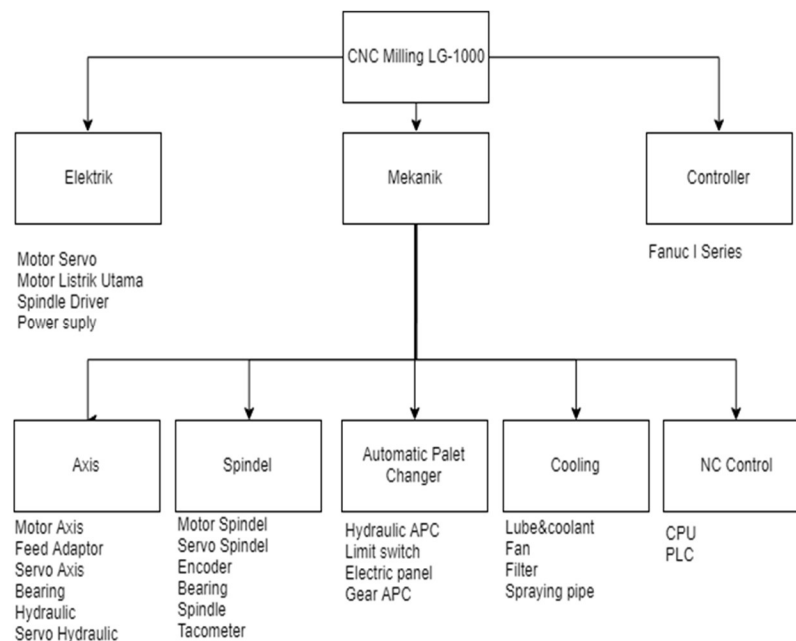 CNC Milling LG-1000
Elektrik
Mekanik
Controller
Motor Servo
Motor Listrik Utama
Spindle Driver
Power suply
Fanuc I Series
Axis
Spindel
Automatic Palet
Changer
Cooling
NC Control
Motor Axis
Feed Adaptor
Servo Axis
Bearing
Hydraulic
Servo Hydraulic
Motor Spindel
Servo Spindel
Encoder
Bearing
Spindle
Tacometer
Hydraulic APC
Limit switch
Electric panel
Gear APC
Lube&coolant
Fan
Filter
Spraying pipe
CPU
PLC